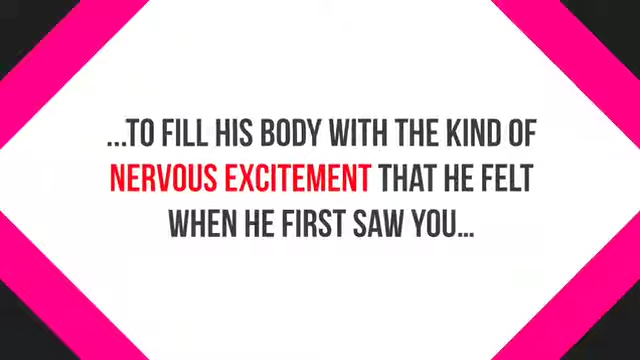 ...TO FILL HIS BODY WITH THE KIND OF
NERVOUS EXCITEMENT THAT HE FELT
WHEN HE FIRST SAW YOU...